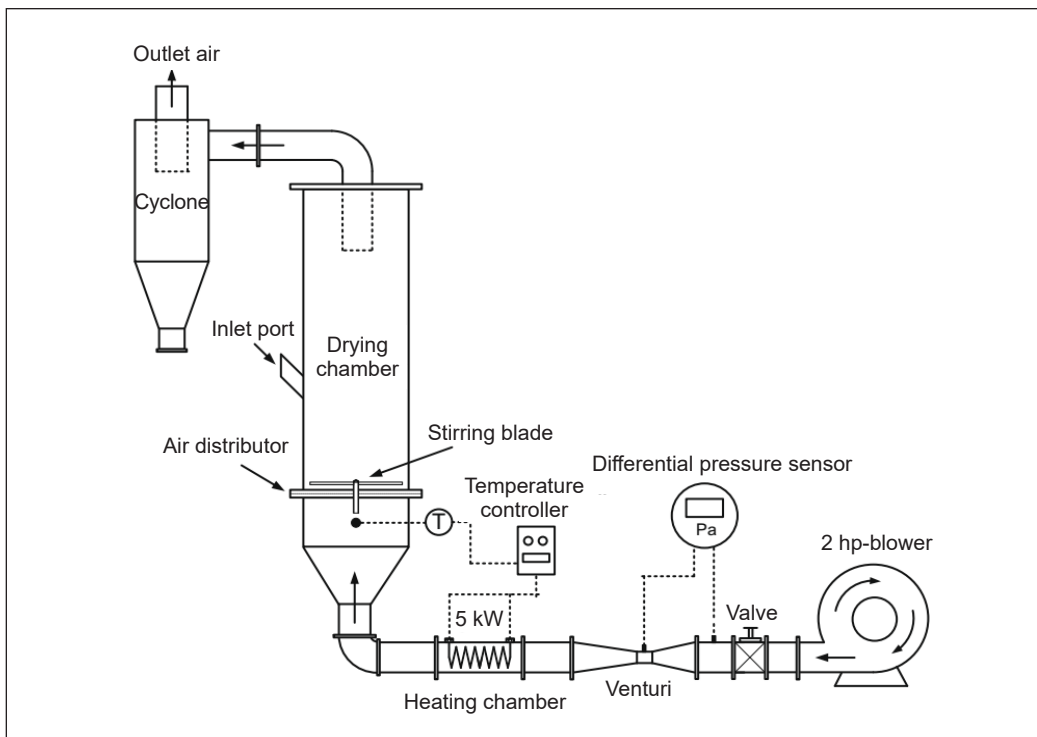 Outlet air
Cyclone
Inlet port
Drying
chamber
Air distributor
Stirring blade
Differential pressure sensor
Temperature
controller
T
Pa
2 hp-blower
5 kW
Valve
Heating chamber
Venturi